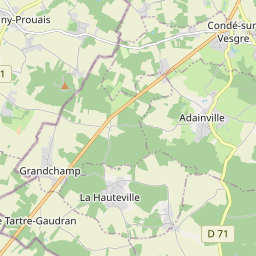 ny-Prouais
Condé-sur-
Vesgre
1
Adainville
Grandchamp
La Hauteville
D 71
e Tartre-Gaudran